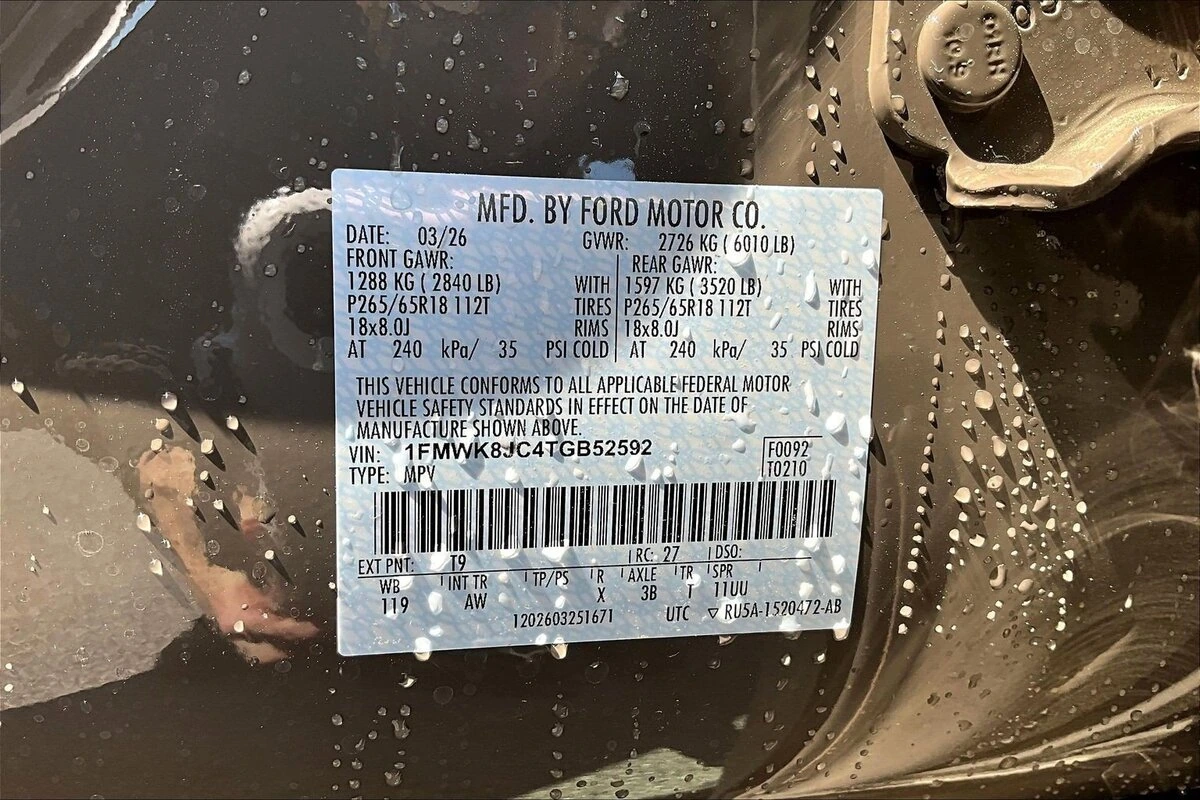 MFD. BY FORD MOTOR CO.
DATE: 03/26 GVWR: 2726 KG ( 6010 LB)
FRONT GAWR: REAR GAWR:
1288 KG ( 2840 LB) WITH 1597 KG ( 3520 LB) WITH
P265/65R18 112T TIRES P265/65R18 112T TIRES
18x8.0J RIMS 18x8.0J RIMS
AT 240 kPa/ 35 PSI COLD AT 240 kPa/ 35 PSI COLD
THIS VEHICLE CONFORMS TO ALL APPLICABLE FEDERAL MOTOR
VEHICLE SAFETY STANDARDS IN EFFECT ON THE DATE OF
MANUFACTURE SHOWN ABOVE.
VIN: 1FMWK8JC4TGB52592 F0092
TYPE: MPV T0210
EXT PNT: T9 RC: 27 DSO:
WB INT TR TP/PS R AXLE TR SPR
119 AW X 3B T 11UU
1202603251671 UTC ▽ RU5A-1520472-AB